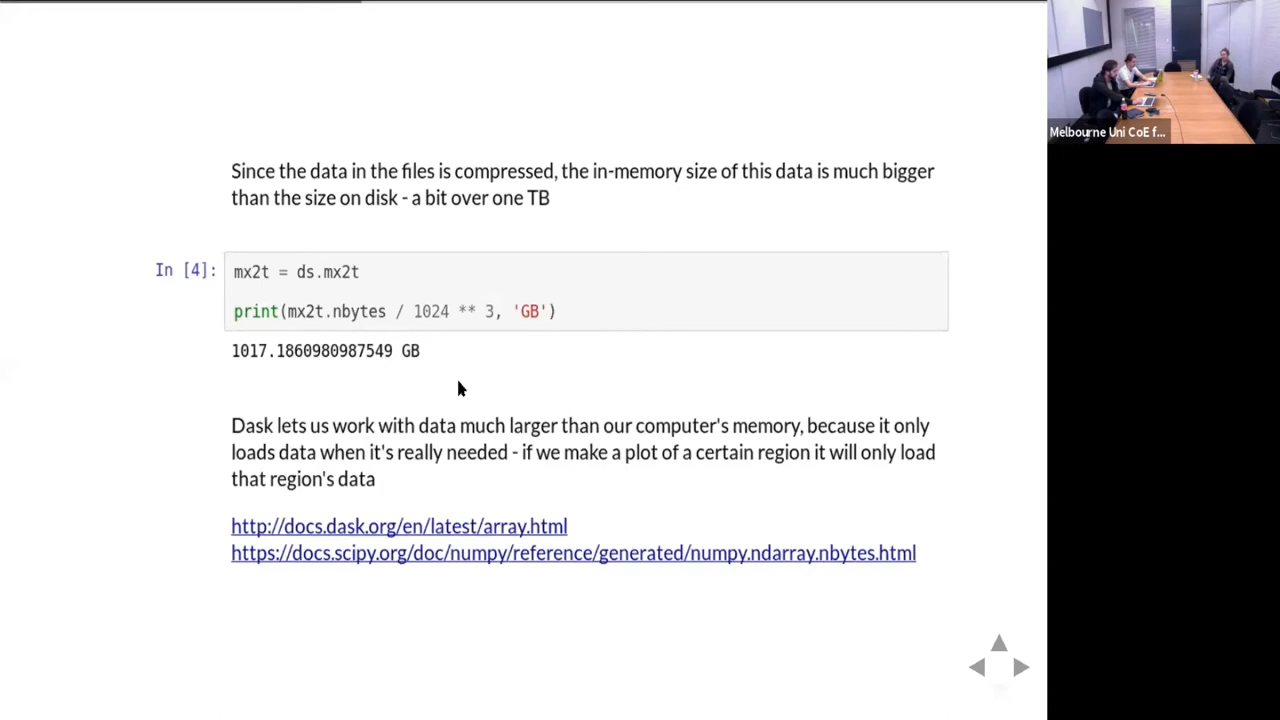 Since the data in the files is compressed, the in-memory size of this data is much bigger
than the size on disk - a bit over one TB
In [4]:
mx2t = ds.mx2t
print(mx2t.nbytes / 1024 ** 3, 'GB')
1017.1860980987549 GB
Dask lets us work with data much larger than our computer's memory, because it only
loads data when it's really needed - if we make a plot of a certain region it will only load
that region's data
http://docs.dask.org/en/latest/array.html
https://docs.scipy.org/doc/numpy/reference/generated/numpy.ndarray.nbytes.html
Melbourne Uni CoE f...